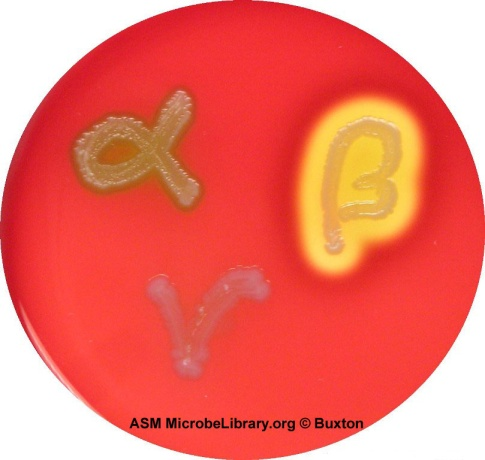 α β
γ
ASM MicrobeLibrary.org © Buxton